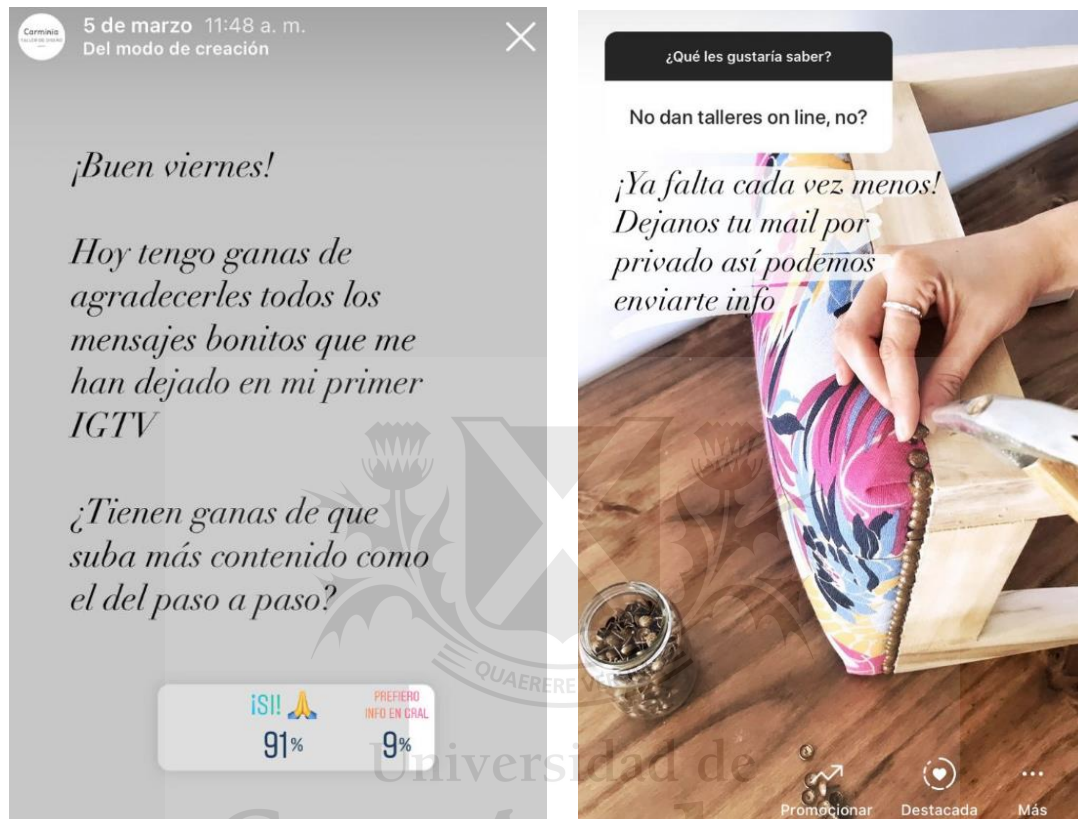 Carminia
TALLER DE DISEÑO
5 de marzo 11:48 a. m.
Del modo de creación
¡Buen viernes!
Hoy tengo ganas de
agradecerles todos los
mensajes bonitos que me
han dejado en mi primer
IGTV
¿Tienen ganas de que
suba más contenido como
el del paso a paso?
¡SI! 🙏
91%
PREFIERO
INFO EN GRAL
9%
¿Qué les gustaría saber?
No dan talleres on line, no?
¡Ya falta cada vez menos!
Dejanos tu mail por
privado así podemos
enviarte info
Promocionar
Destacada
Más
QUAERERE
Universidad de